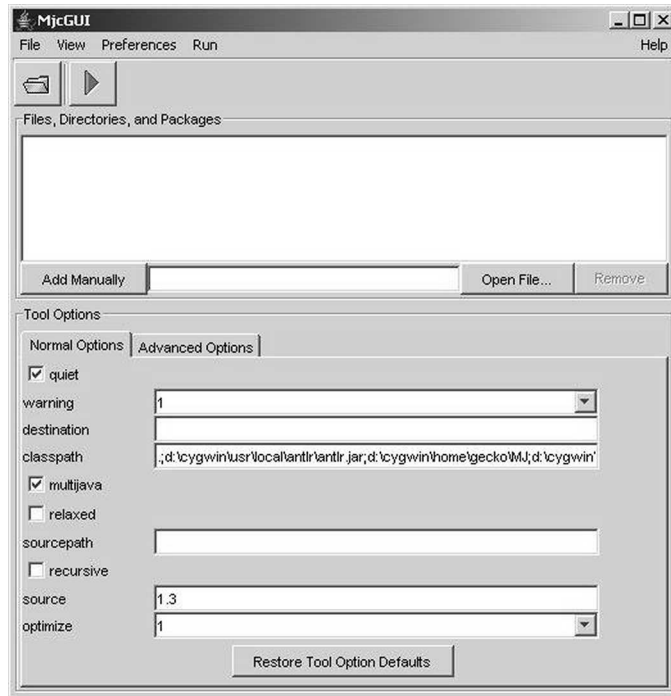 MjcGUI
File View Preferences Run Help
Files, Directories, and Packages
Add Manually Open File... Remove
Tool Options
Normal Options Advanced Options
quiet
warning 1
destination
classpath .;d:\cygwin\usr\local\antlr\antlr.jar;d:\cygwin\home\gecko\MJ;d:\cygwin'
multijava
relaxed
sourcepath
recursive
source 1.3
optimize 1
Restore Tool Option Defaults